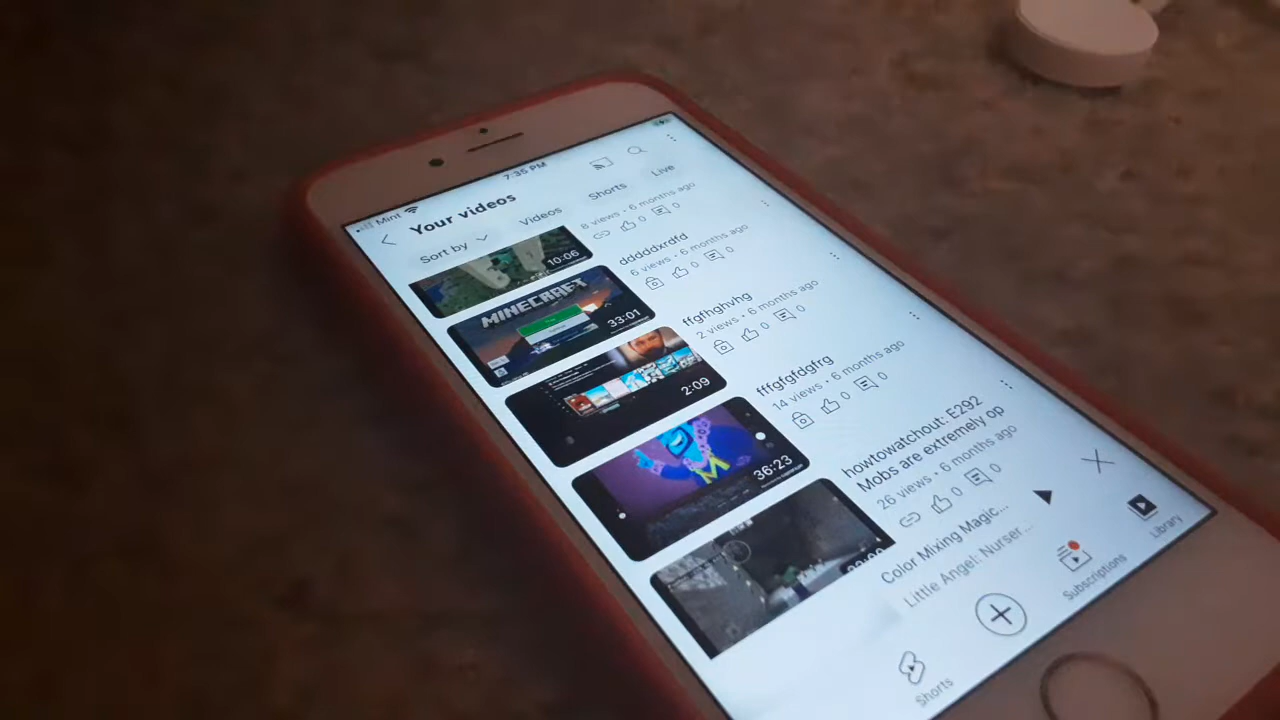 Mint
7:35 PM
Your videos
Sort by
Videos
Shorts
Live
10:06
8 views • 6 months ago
0
0
MINECRAFT
33:01
dddddxrdfd
6 views • 6 months ago
0
0
2:09
ffgfhghvhg
2 views • 6 months ago
0
0
36:23
fffgfgfdgfrg
14 views • 6 months ago
0
0
howtowatchout: E292
Mobs are extremely op
26 views • 6 months ago
0
0
Color Mixing Magic...
Little Angel: Nurser...
Shorts
Subscriptions
Library